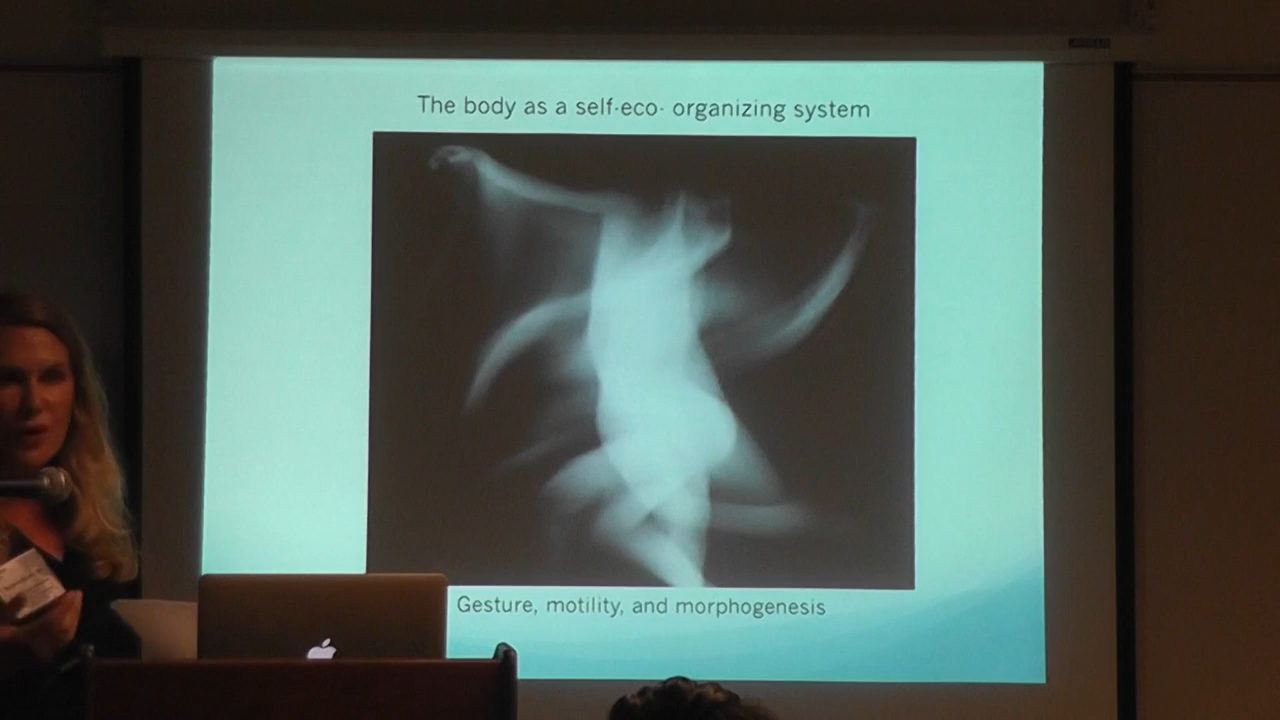 The body as a self-eco- organizing system
Gesture, motility, and morphogenesis